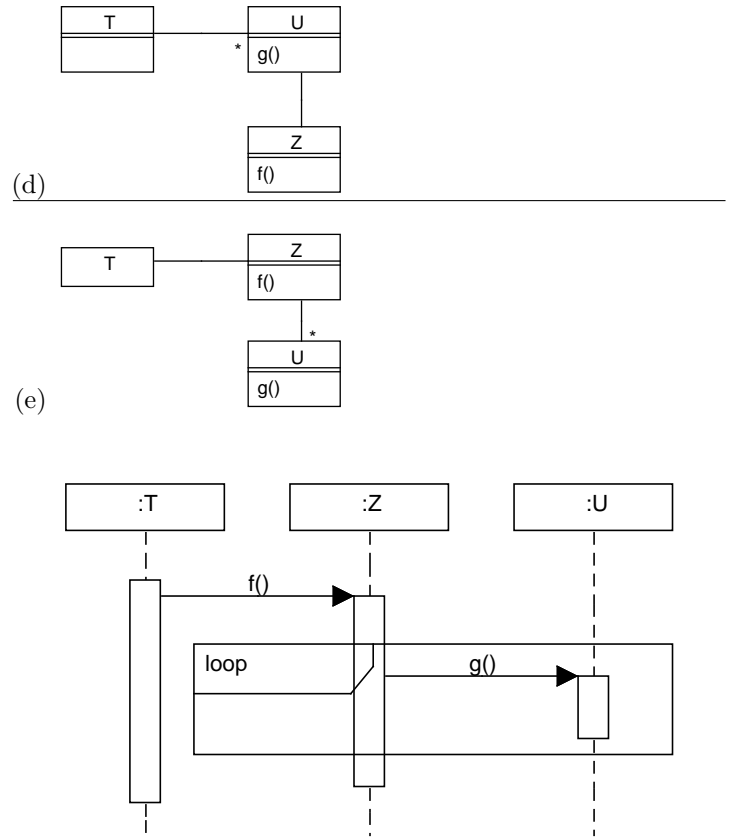 T
U
*
g()
Z
f()
(d)
T
Z
f()
*
U
g()
(e)
:T
:Z
:U
f()
loop
g()